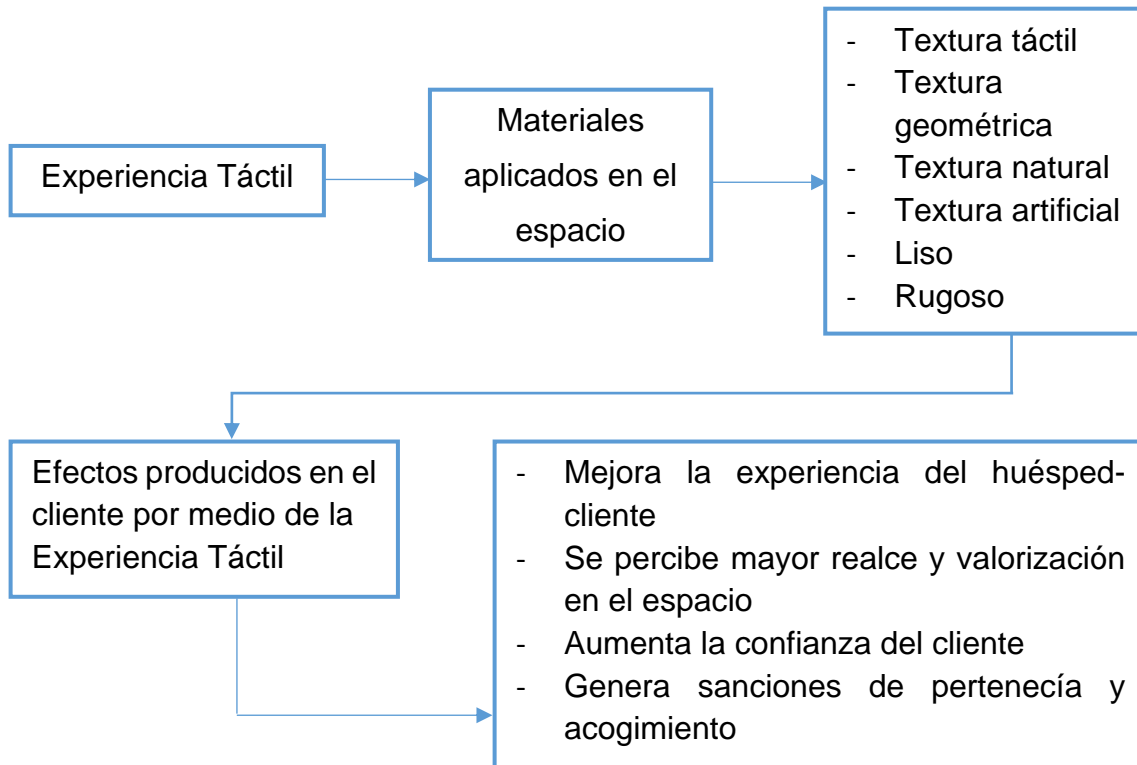 Experiencia Táctil
Materiales
aplicados en el
espacio
- Textura táctil
- Textura
geométrica
- Textura natural
- Textura artificial
- Liso
- Rugoso
Efectos producidos en el
cliente por medio de la
Experiencia Táctil
- Mejora la experiencia del huésped-
cliente
- Se percibe mayor realce y valorización
en el espacio
- Aumenta la confianza del cliente
- Genera sanciones de pertenecía y
acogimiento